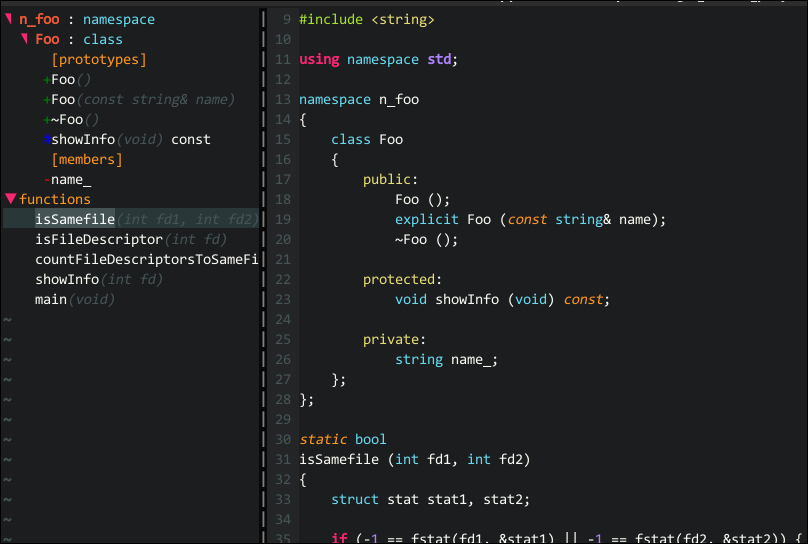 n_foo : namespace
Foo : class
[prototypes]
+Foo()
+Foo(const string& name)
+~Foo()
showInfo(void) const
[members]
-name_
functions
isSamefile(int fd1, int fd2)
isFileDescriptor(int fd)
countFileDescriptorsToSameFi
showInfo(int fd)
main(void)
~
~
~
~
~
~
~
~
~
~
~
~
9 #include <string>
10
11 using namespace std;
12
13 namespace n_foo
14 {
15 class Foo
16 {
17 public:
18 Foo ();
19 explicit Foo (const string& name);
20 ~Foo ();
21
22 protected:
23 void showInfo (void) const;
24
25 private:
26 string name_;
27 };
28 };
29
30 static bool
31 isSamefile (int fd1, int fd2)
32 {
33 struct stat stat1, stat2;
34
35 if (-1 == fstat(fd1, &stat1) || -1 == fstat(fd2, &stat2)) {